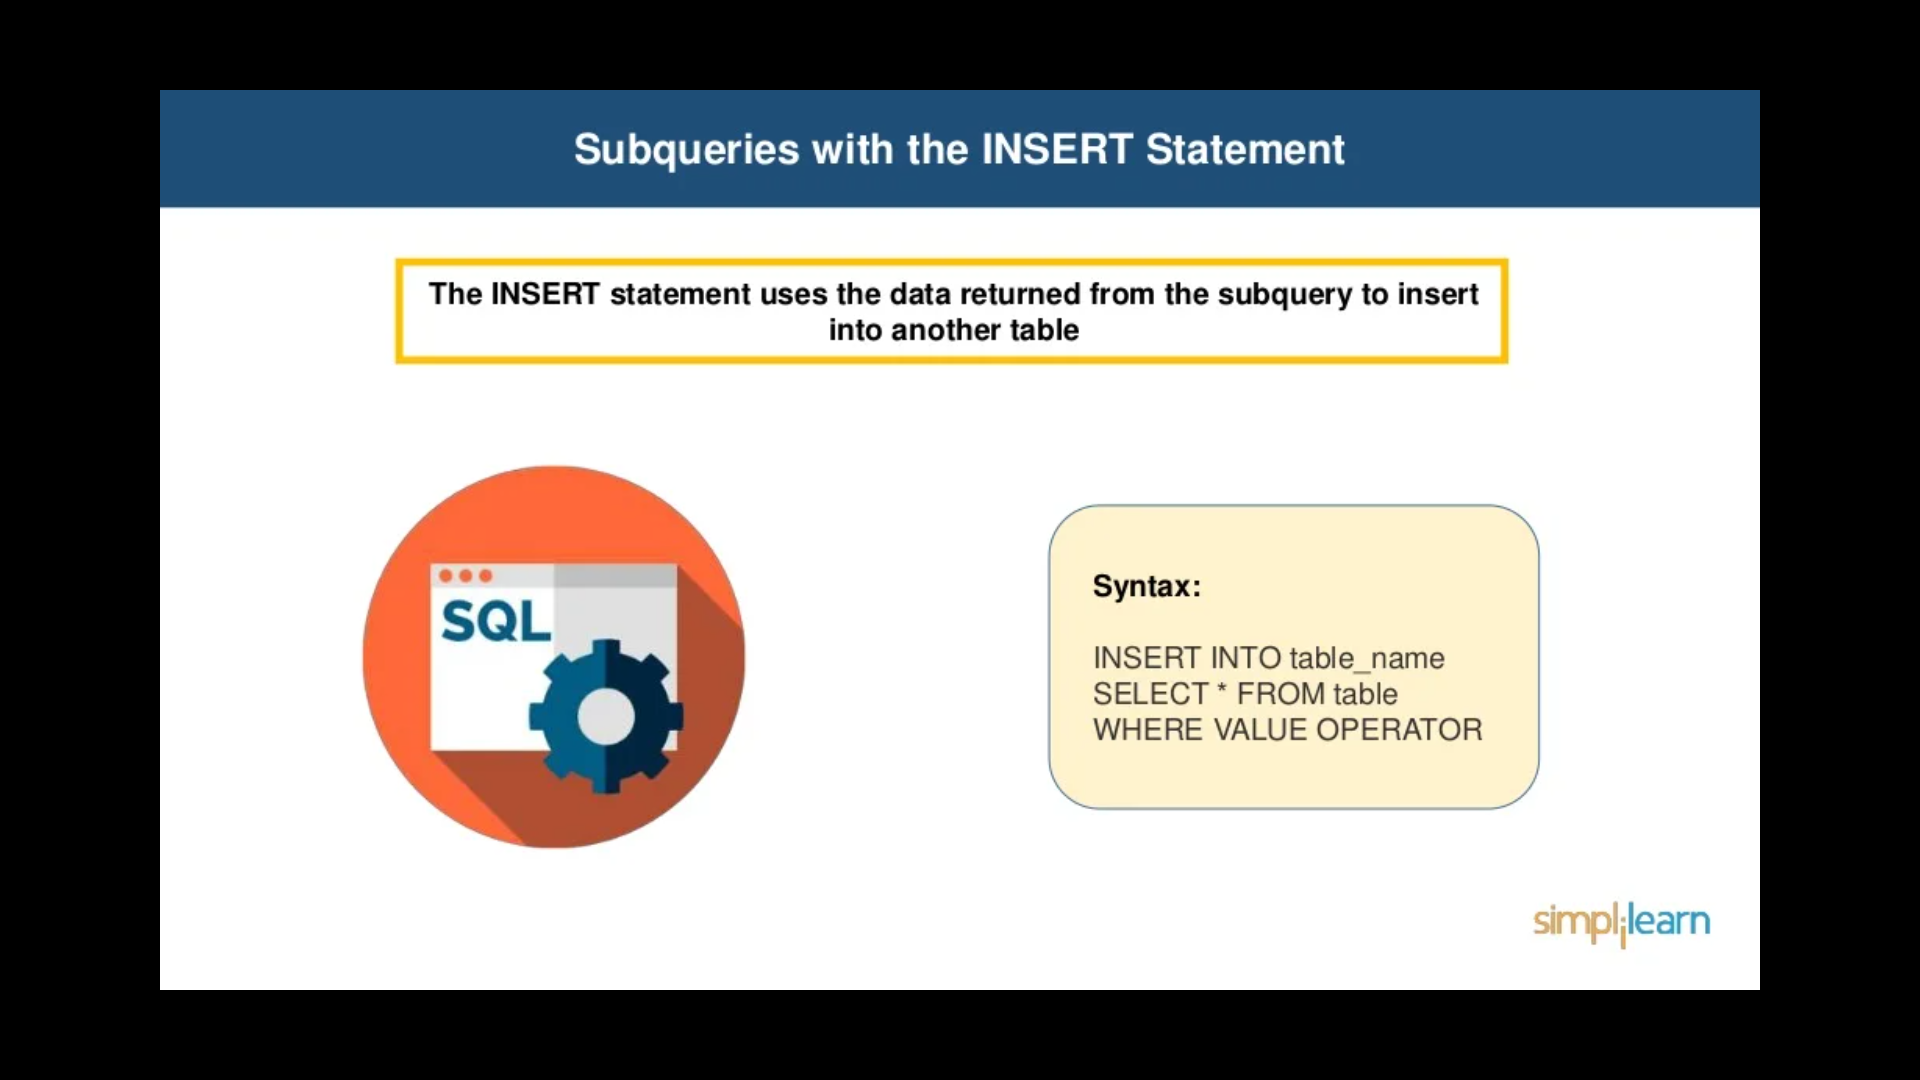 Subqueries with the INSERT Statement
The INSERT statement uses the data returned from the subquery to insert
into another table
SQL
Syntax:
INSERT INTO table_name
SELECT * FROM table
WHERE VALUE OPERATOR
simplilearn